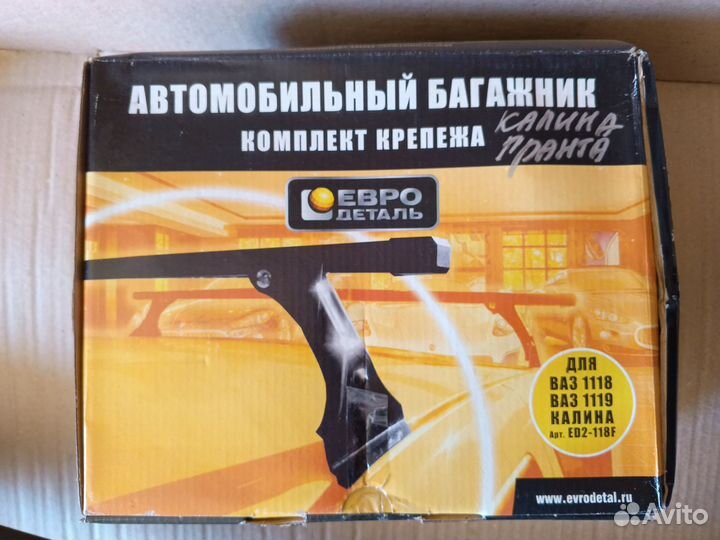 АВТОМОБИЛЬНЫЙ БАГАЖНИК
КОМПЛЕКТ КРЕПЕЖА
КАЛИНА
ГРАНТА
ЕВРО
ДЕТАЛЬ
ДЛЯ
ВАЗ 1118
ВАЗ 1119
КАЛИНА
Арт. ED2-118F
www.evrodetal.ru
Avito